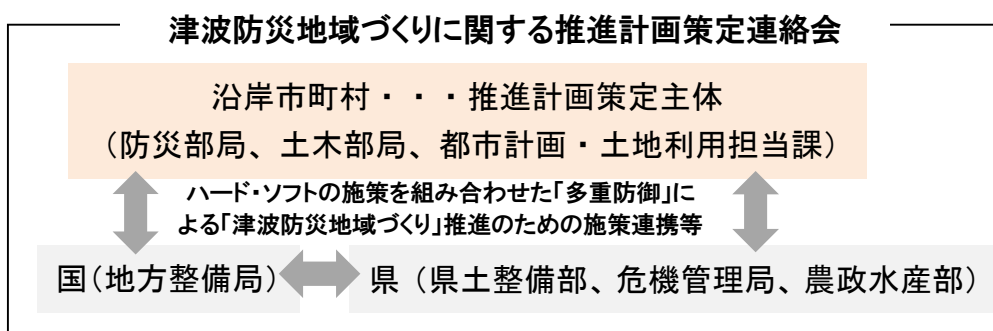 津波防災地域づくりに関する推進計画策定連絡会
沿岸市町村・・・推進計画策定主体
（防災部局、土木部局、都市計画・土地利用担当課）
ハード・ソフトの施策を組み合わせた「多重防御」に
よる「津波防災地域づくり」推進のための施策連携等
国（地方整備局）
県（県土整備部、危機管理局、農政水産部）